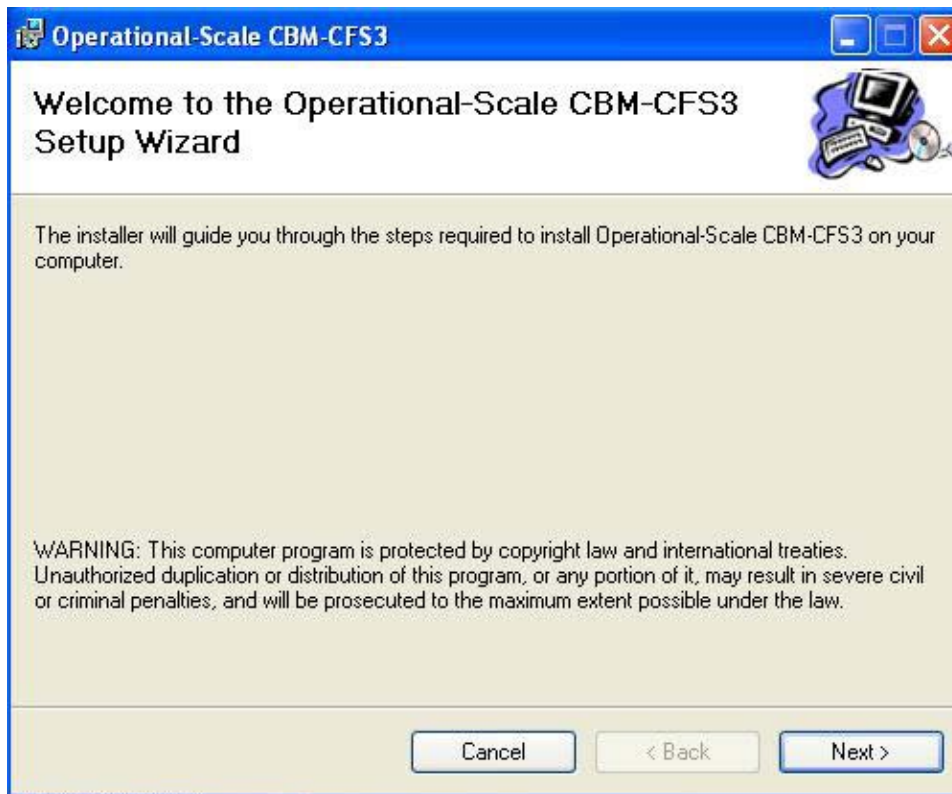 Operational-Scale CBM-CFS3
Welcome to the Operational-Scale CBM-CFS3
Setup Wizard
The installer will guide you through the steps required to install Operational-Scale CBM-CFS3 on your
computer.
WARNING: This computer program is protected by copyright law and international treaties.
Unauthorized duplication or distribution of this program, or any portion of it, may result in severe civil
or criminal penalties, and will be prosecuted to the maximum extent possible under the law.
Cancel
< Back
Next >